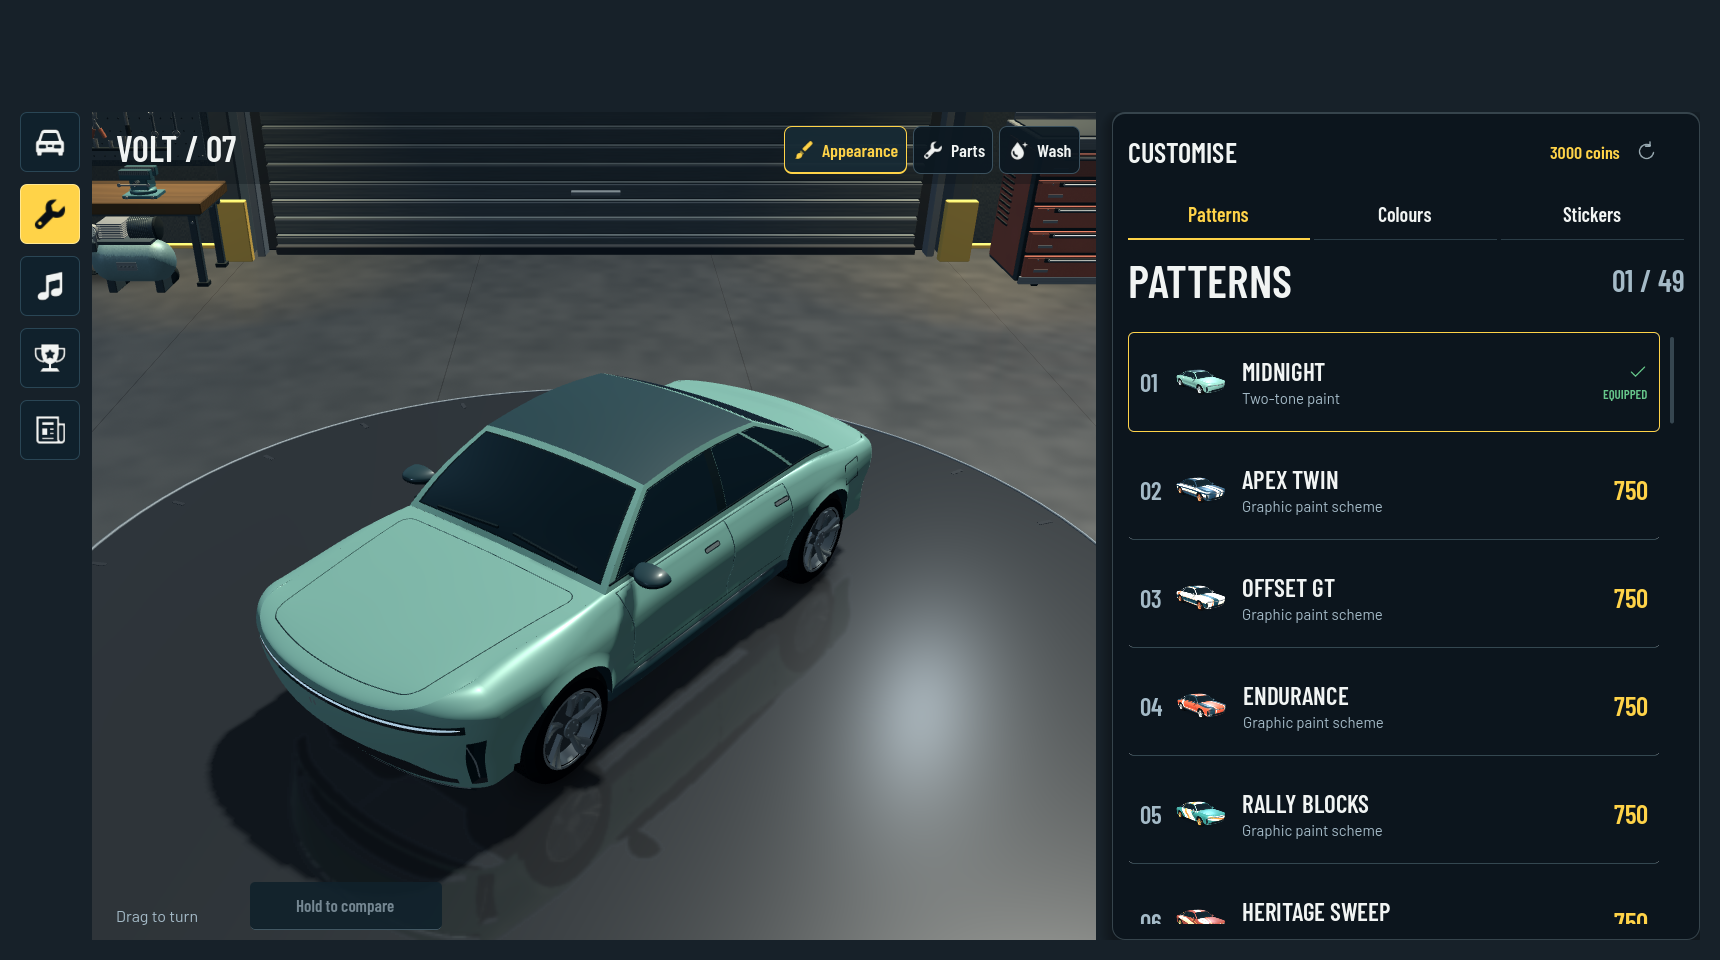 VOLT / 07
Appearance
Parts
Wash
Drag to turn
Hold to compare
CUSTOMISE
3000 coins
Patterns
Colours
Stickers
PATTERNS
01 / 49
01
MIDNIGHT
Two-tone paint
EQUIPPED
02
APEX TWIN
Graphic paint scheme
750
03
OFFSET GT
Graphic paint scheme
750
04
ENDURANCE
Graphic paint scheme
750
05
RALLY BLOCKS
Graphic paint scheme
750
06
HERITAGE SWEEP
750